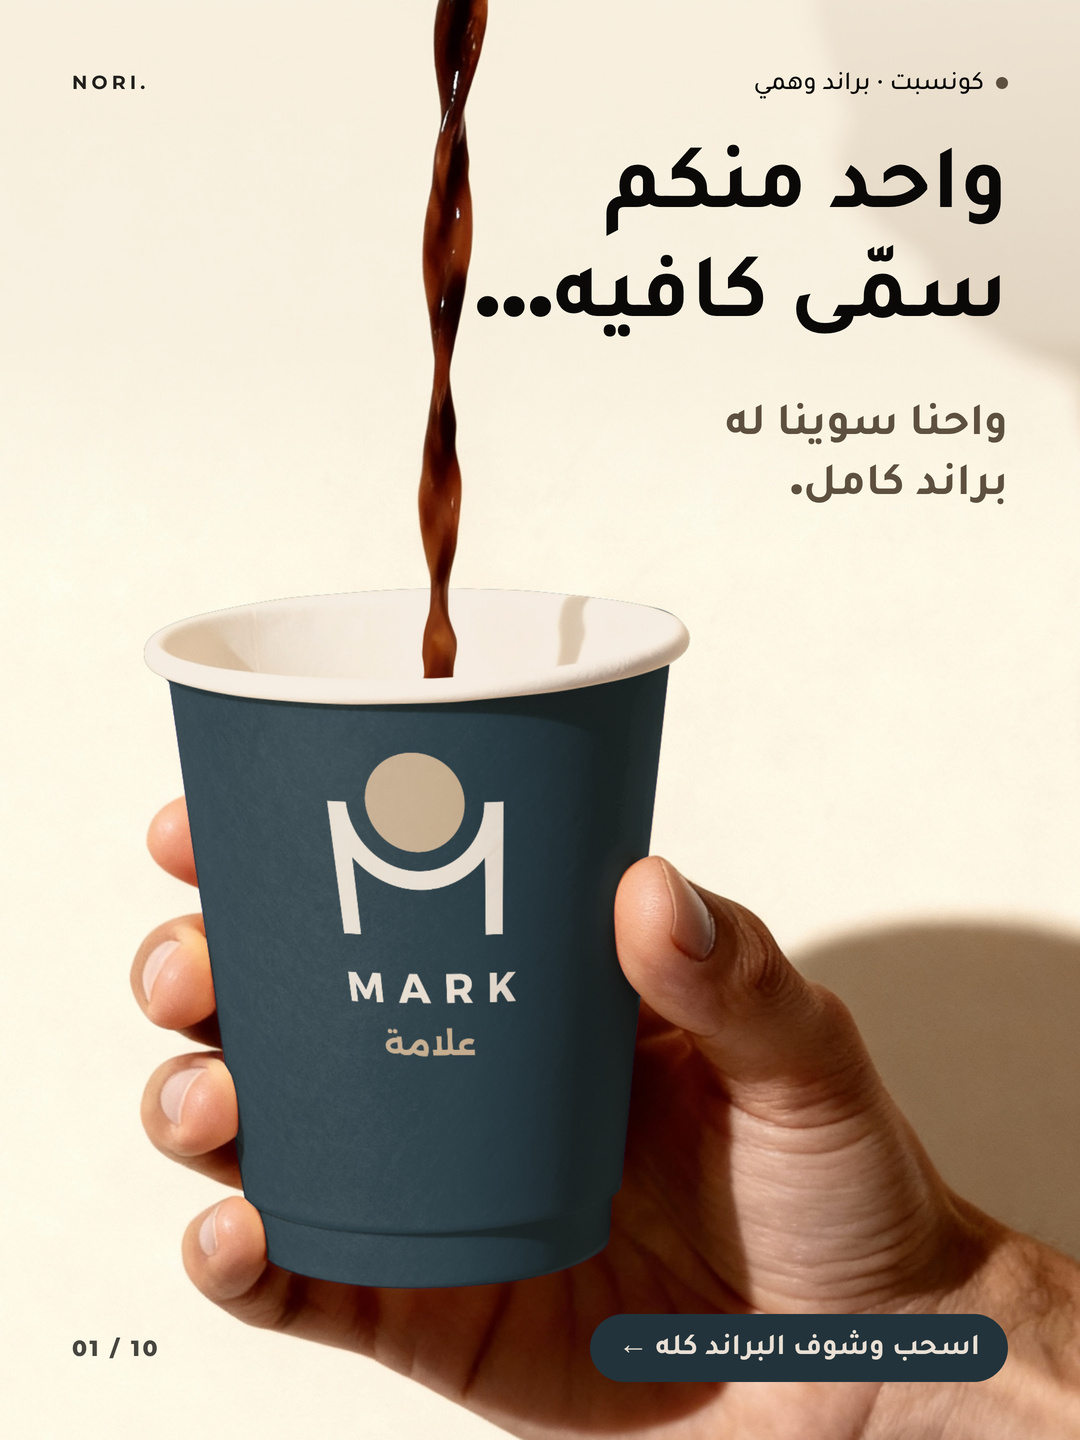 NORI.
كونسبت · براند وهمي
واحد منكم
سمّى كافيه...
واحنا سوينا له
براند كامل.
MARK
علامة
01 / 10
اسحب وشوف البراند كله ←